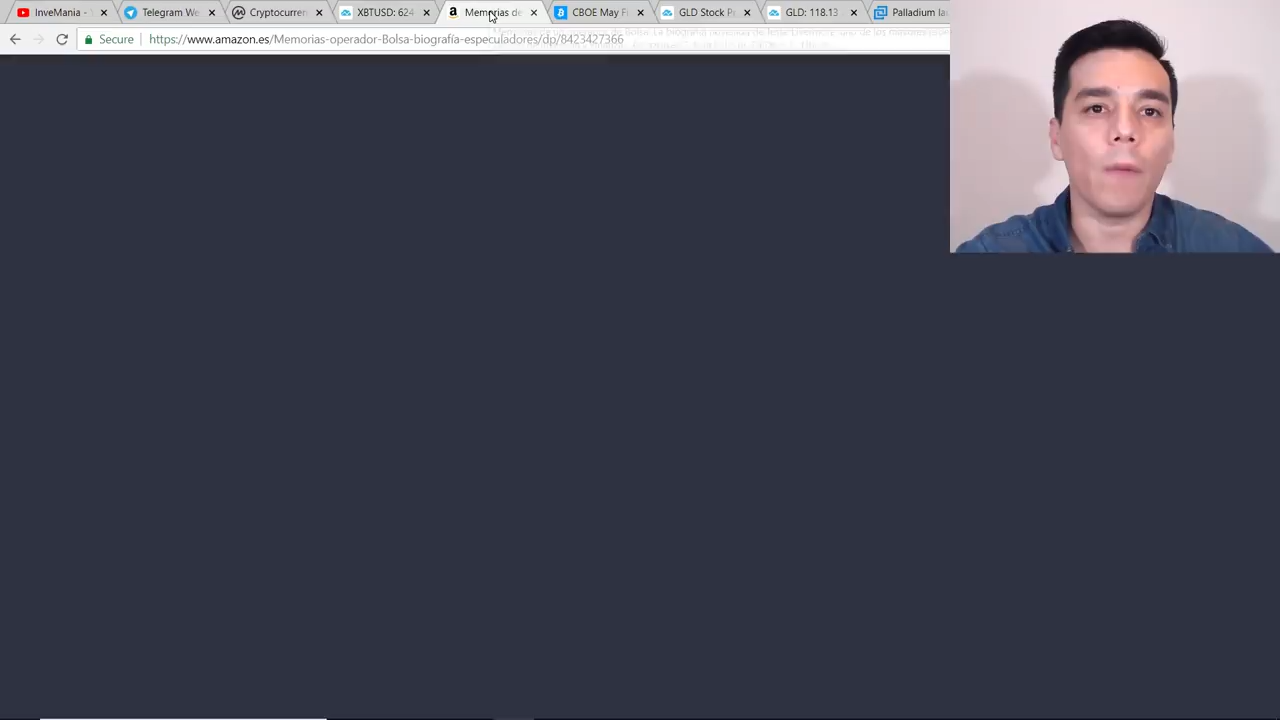 InveMania -
Telegram We
Cryptocurren
XBTUSD: 624
Memorias de
CBOE May Fi
GLD Stock P
GLD: 118.13
Palladium la
Secure
https://www.amazon.es/Memorias-operador-Bolsa-biografía-especuladores/dp/8423427366